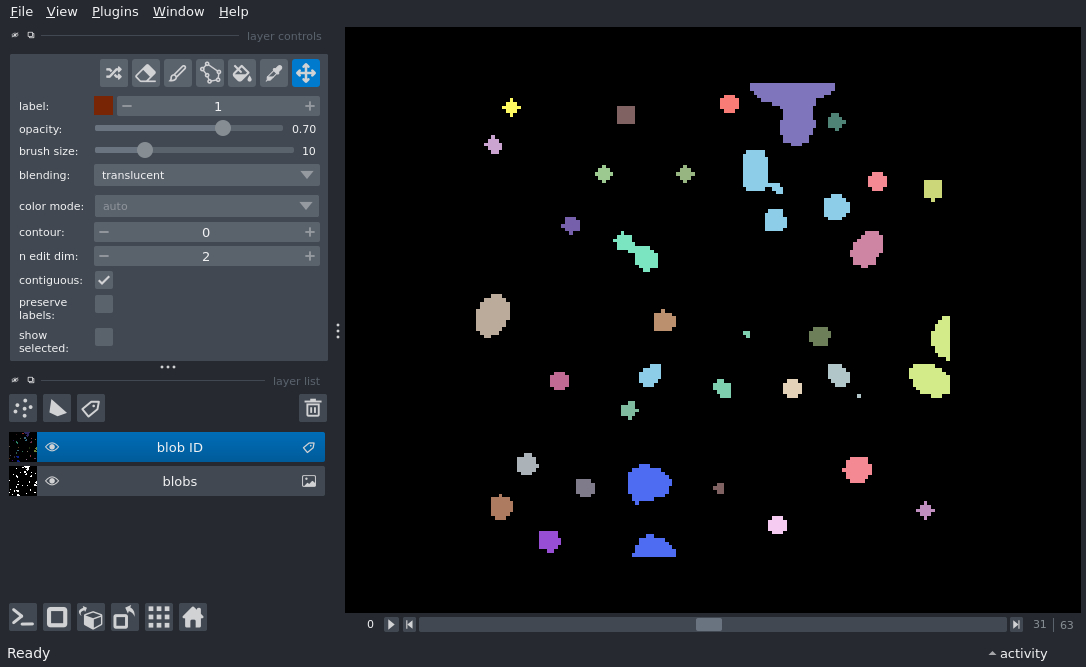 File View Plugins Window Help
layer controls
label: 1
opacity: 0.70
brush size: 10
blending: translucent
color mode: auto
contour: 0
n edit dim: 2
contiguous:
preserve
labels:
show
selected:
layer list
blob ID
blobs
0 31 | 63
Ready activity